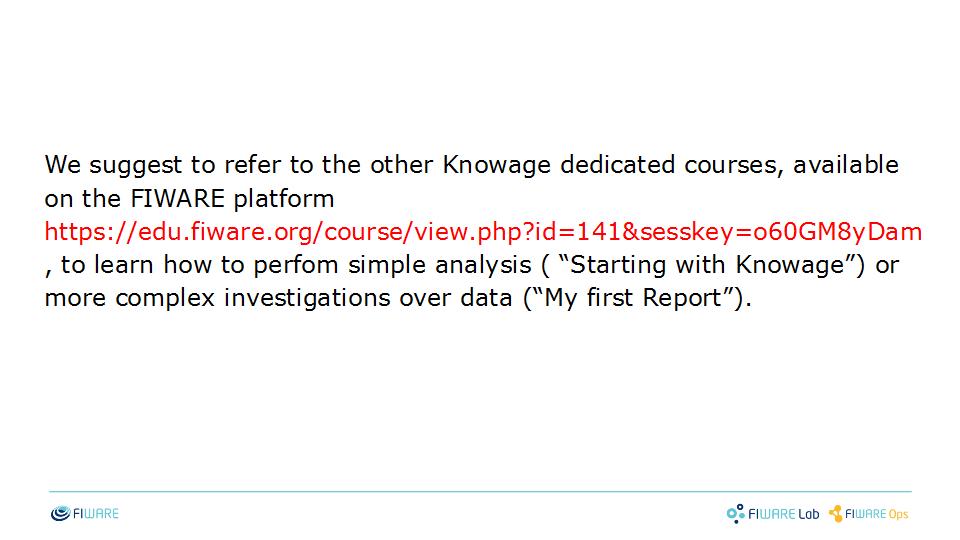 We suggest to refer to the other Knowage dedicated courses, available
on the FIWARE platform
https://edu.fiware.org/course/view.php?id=141&sesskey=o60GM8yDam
, to learn how to perfom simple analysis ( “Starting with Knowage”) or
more complex investigations over data (“My first Report”).
FIWARE
FIWARE Lab
FIWARE Ops